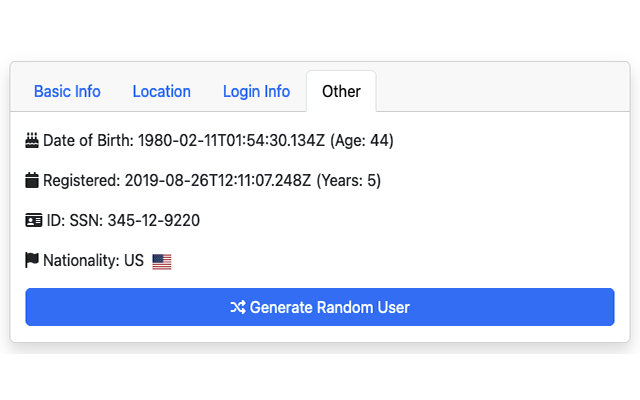 Basic Info Location Login Info Other
Date of Birth: 1980-02-11T01:54:30.134Z (Age: 44)
Registered: 2019-08-26T12:11:07.248Z (Years: 5)
ID: SSN: 345-12-9220
Nationality: US
Generate Random User